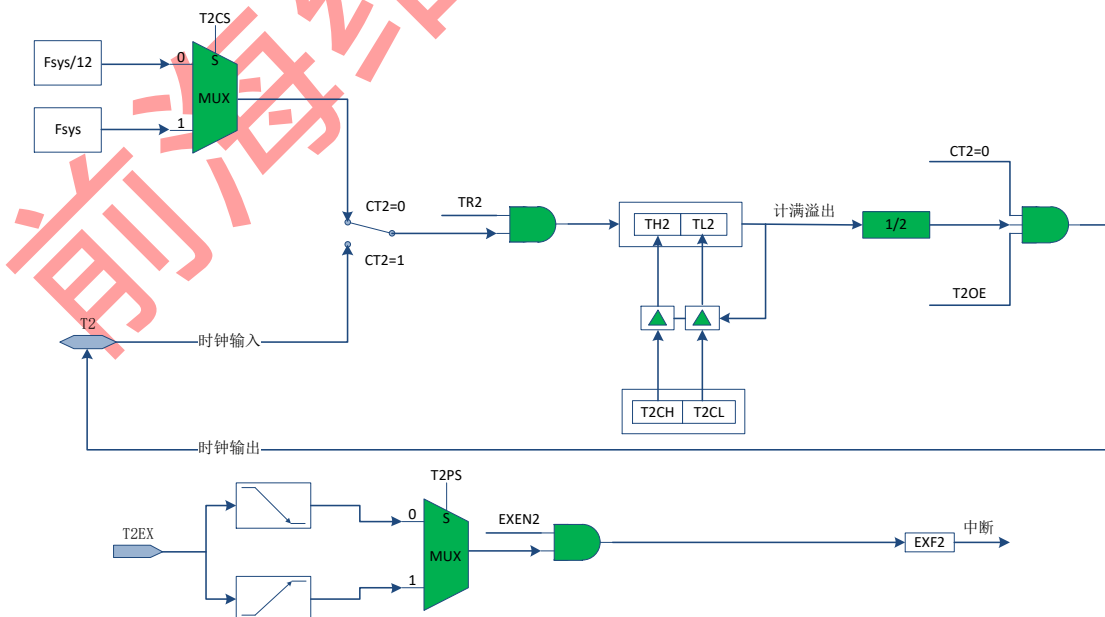 T2CS
Fsys/12
0
S
MUX
Fsys
1
CT2=0
CT2=0
TR2
计满溢出
TH2
TL2
1/2
CT2=1
T2OE
T2
时钟输入
T2CH
T2CL
时钟输出
T2PS
T2EX
0
S
EXEN2
MUX
EXF2
中断
1
前海